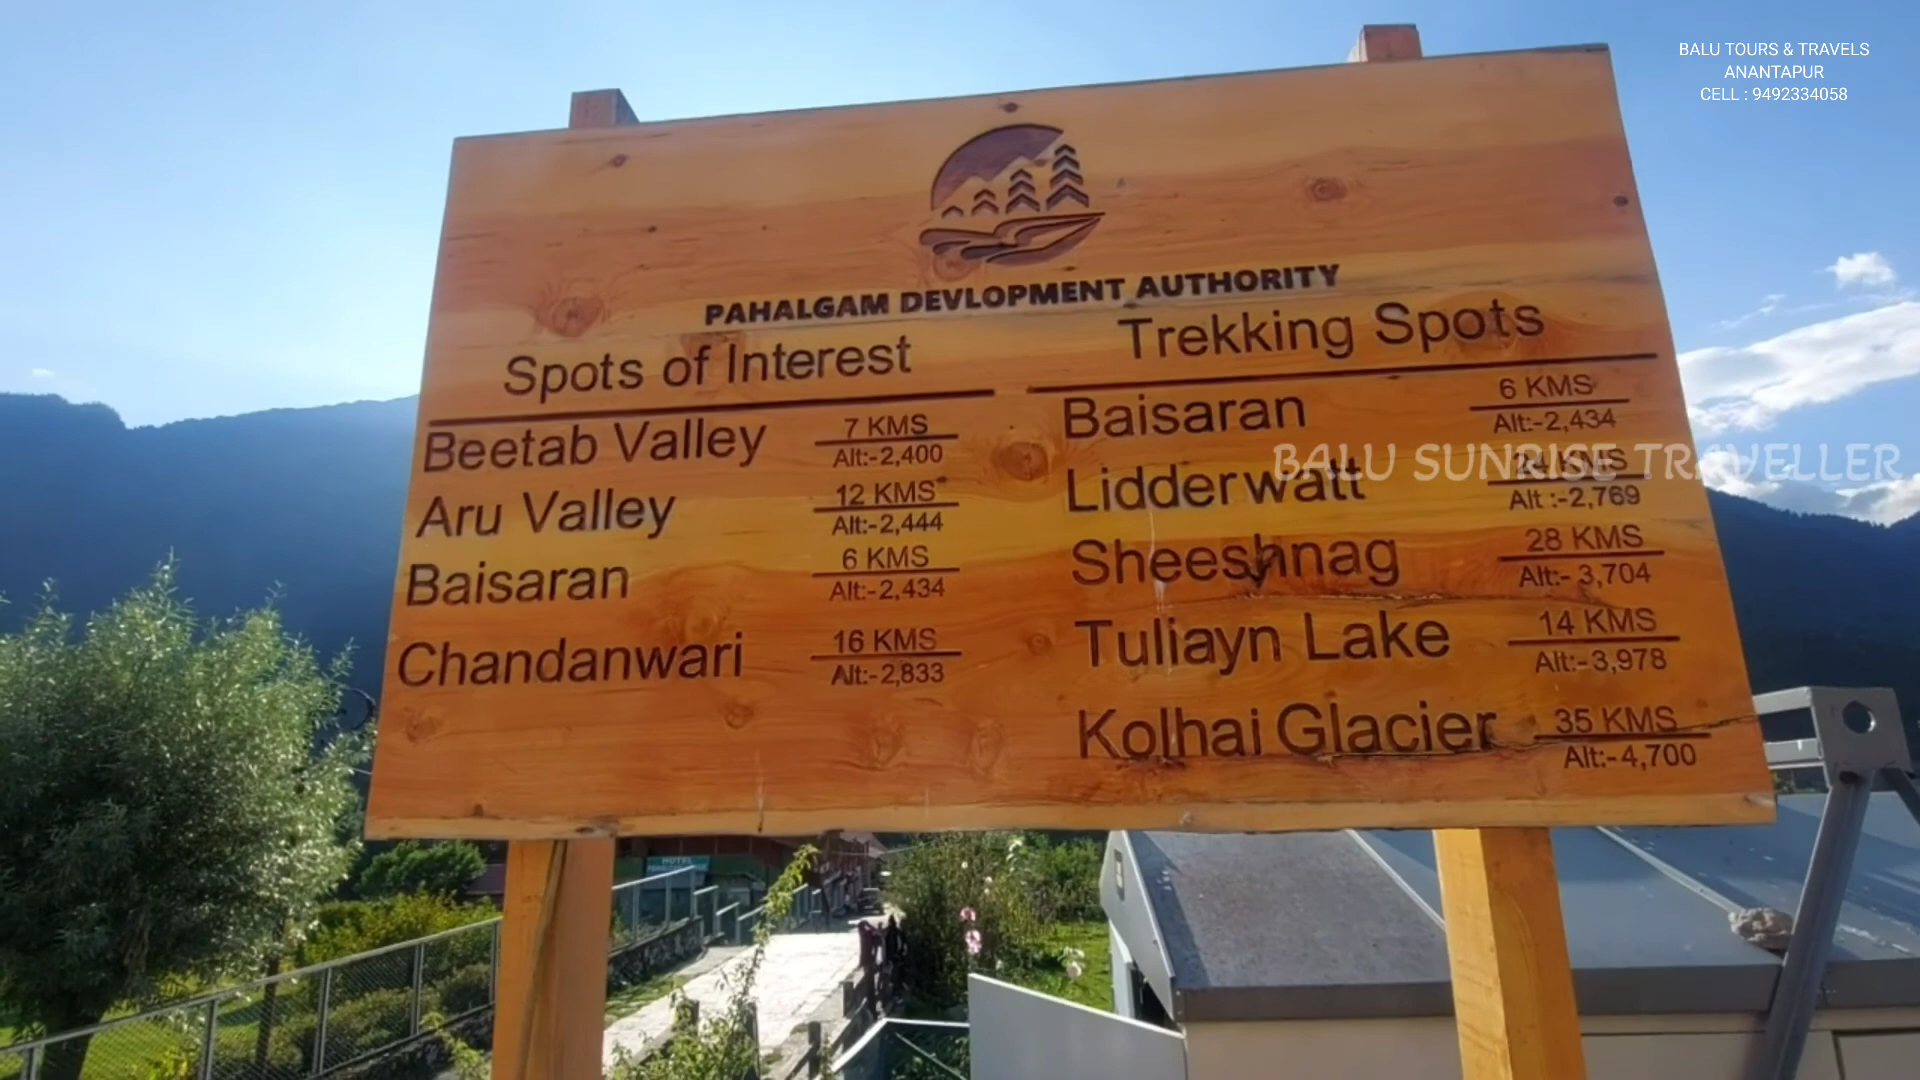 BALU TOURS & TRAVELS
ANANTAPUR
CELL : 9492334058
PAHALGAM DEVLOPMENT AUTHORITY
Spots of Interest
Beetab Valley 7 KMS
Alt:-2,400
Aru Valley 12 KMS
Alt:-2,444
Baisaran 6 KMS
Alt:-2,434
Chandanwari 16 KMS
Alt:-2,833
Trekking Spots
Baisaran 6 KMS
Alt:-2,434
BALU SUNRISE TRAVELLER
Lidderwatt 24 KMS
Alt :-2,769
Sheeshnag 28 KMS
Alt:- 3,704
Tuliayn Lake 14 KMS
Alt:-3,978
Kolhai Glacier 35 KMS
Alt:-4,700
HOTEL